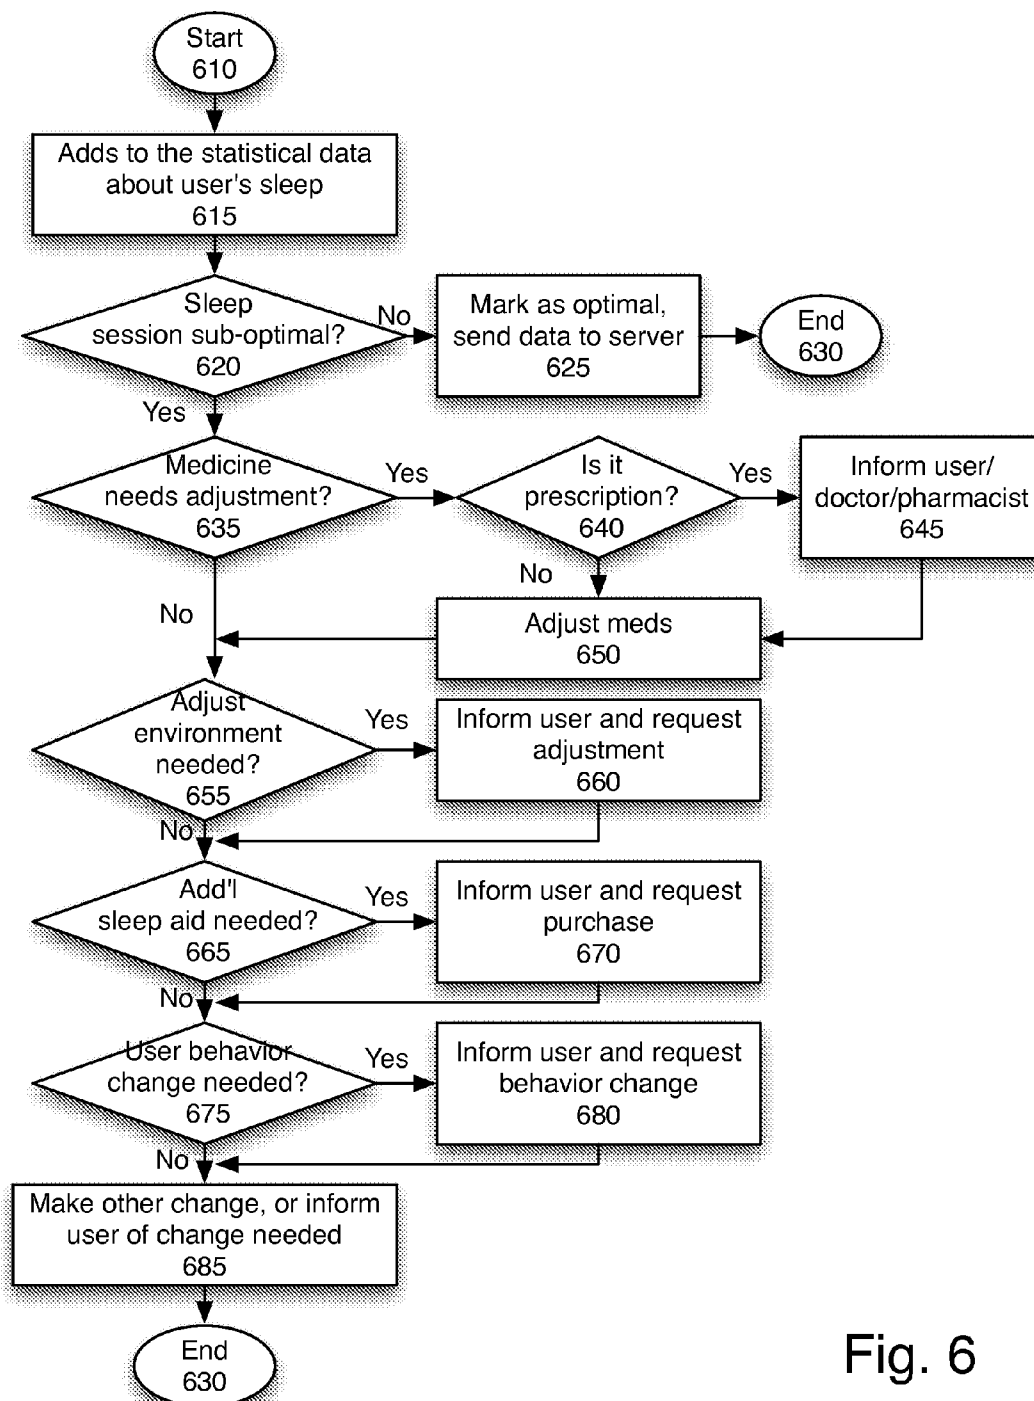 Start
610
Adds to the statistical data
about user's sleep
615
Sleep
session sub-optimal?
620
No
Mark as optimal,
send data to server
625
End
630
Yes
Medicine
needs adjustment?
635
Yes
Is it
prescription?
640
Yes
Inform user/
doctor/pharmacist
645
No
No
Adjust meds
650
Adjust
environment
needed?
655
Yes
Inform user and request
adjustment
660
No
Add'l
sleep aid needed?
665
Yes
Inform user and request
purchase
670
No
User behavior
change needed?
675
Yes
Inform user and request
behavior change
680
No
Make other change, or inform
user of change needed
685
End
630
Fig. 6